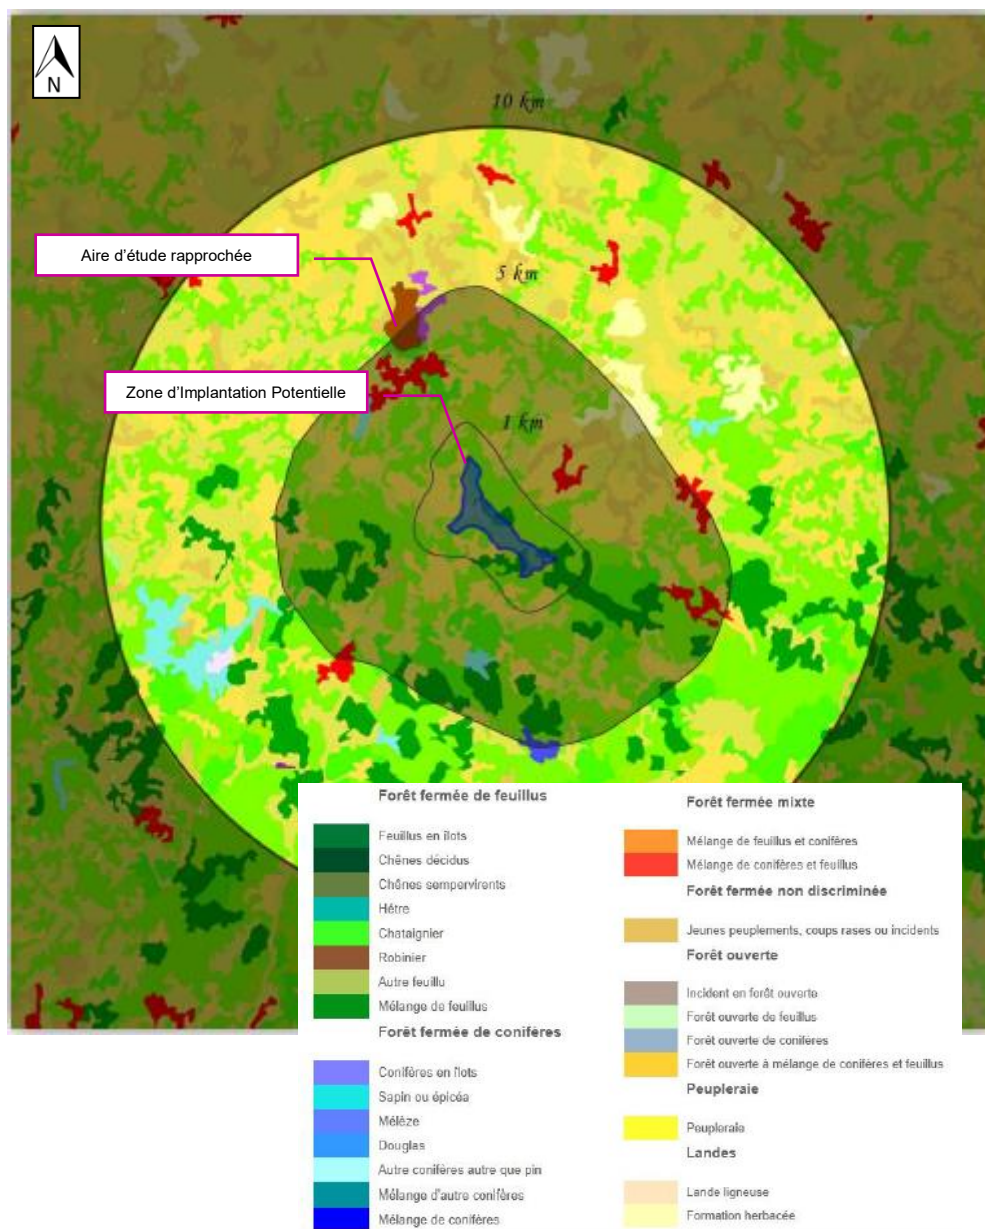 N
10 km
Aire d'étude rapprochée
5 km
Zone d'Implantation Potentielle
1 km
Forêt fermée de feuillus
Feuillus en îlots
Chênes décidus
Chênes sempervirents
Hêtre
Chataignier
Robinier
Autre feuillu
Mélange de feuillus
Forêt fermée de conifères
Conifères en îlots
Sapin ou épicéa
Mélèze
Douglas
Autre conifères autre que pin
Mélange d'autre conifères
Mélange de conifères
Forêt fermée mixte
Mélange de feuillus et conifères
Mélange de conifères et feuillus
Forêt fermée non discriminée
Jeunes peuplements, coups rases ou incidents
Forêt ouverte
Incident en forêt ouverte
Forêt ouverte de feuillus
Forêt ouverte de conifères
Forêt ouverte à mélange de conifères et feuillus
Peupleraie
Peupleraie
Landes
Lande ligneuse
Formation herbacée